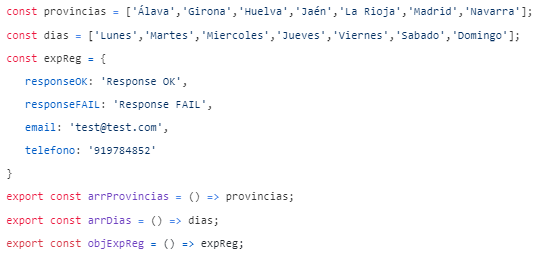 const provincias = ['Álava','Girona','Huelva','Jaén','La Rioja','Madrid','Navarra'];
const dias = ['Lunes','Martes','Miercoles','Jueves','Viernes','Sabado','Domingo'];
const expReg = {
responseOK: 'Response OK',
responseFAIL: 'Response FAIL',
email: 'test@test.com',
telefono: '919784852'
}
export const arrProvincias = () => provincias;
export const arrDias = () => dias;
export const objExpReg = () => expReg;